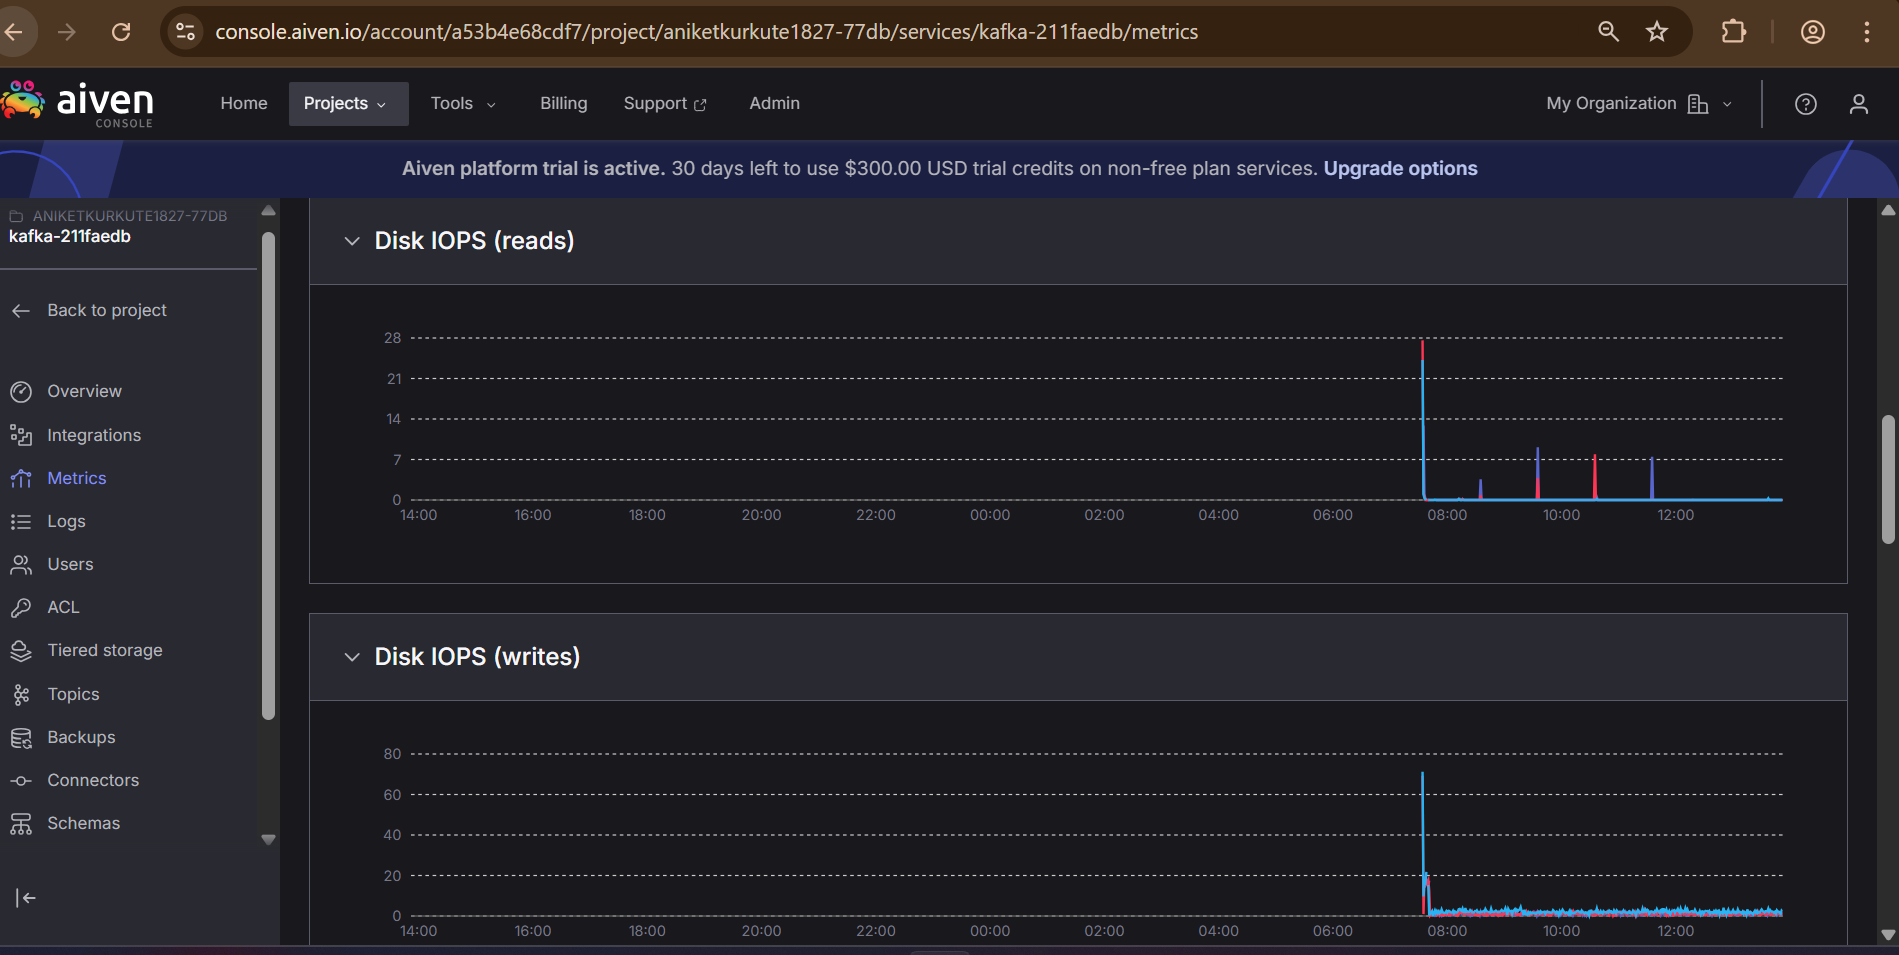 console.aiven.io/account/a53b4e68cdf7/project/aniketkurkute1827-77db/services/kafka-211faedb/metrics
aiven
CONSOLE
Home Projects Tools Billing Support Admin My Organization
Aiven platform trial is active. 30 days left to use $300.00 USD trial credits on non-free plan services. Upgrade options
ANIKETKURKUTE1827-77DB
kafka-211faedb
Back to project
Overview
Integrations
Metrics
Logs
Users
ACL
Tiered storage
Topics
Backups
Connectors
Schemas
Disk IOPS (reads)
28
21
14
7
0
14:00 16:00 18:00 20:00 22:00 00:00 02:00 04:00 06:00 08:00 10:00 12:00
Disk IOPS (writes)
80
60
40
20
0
14:00 16:00 18:00 20:00 22:00 00:00 02:00 04:00 06:00 08:00 10:00 12:00